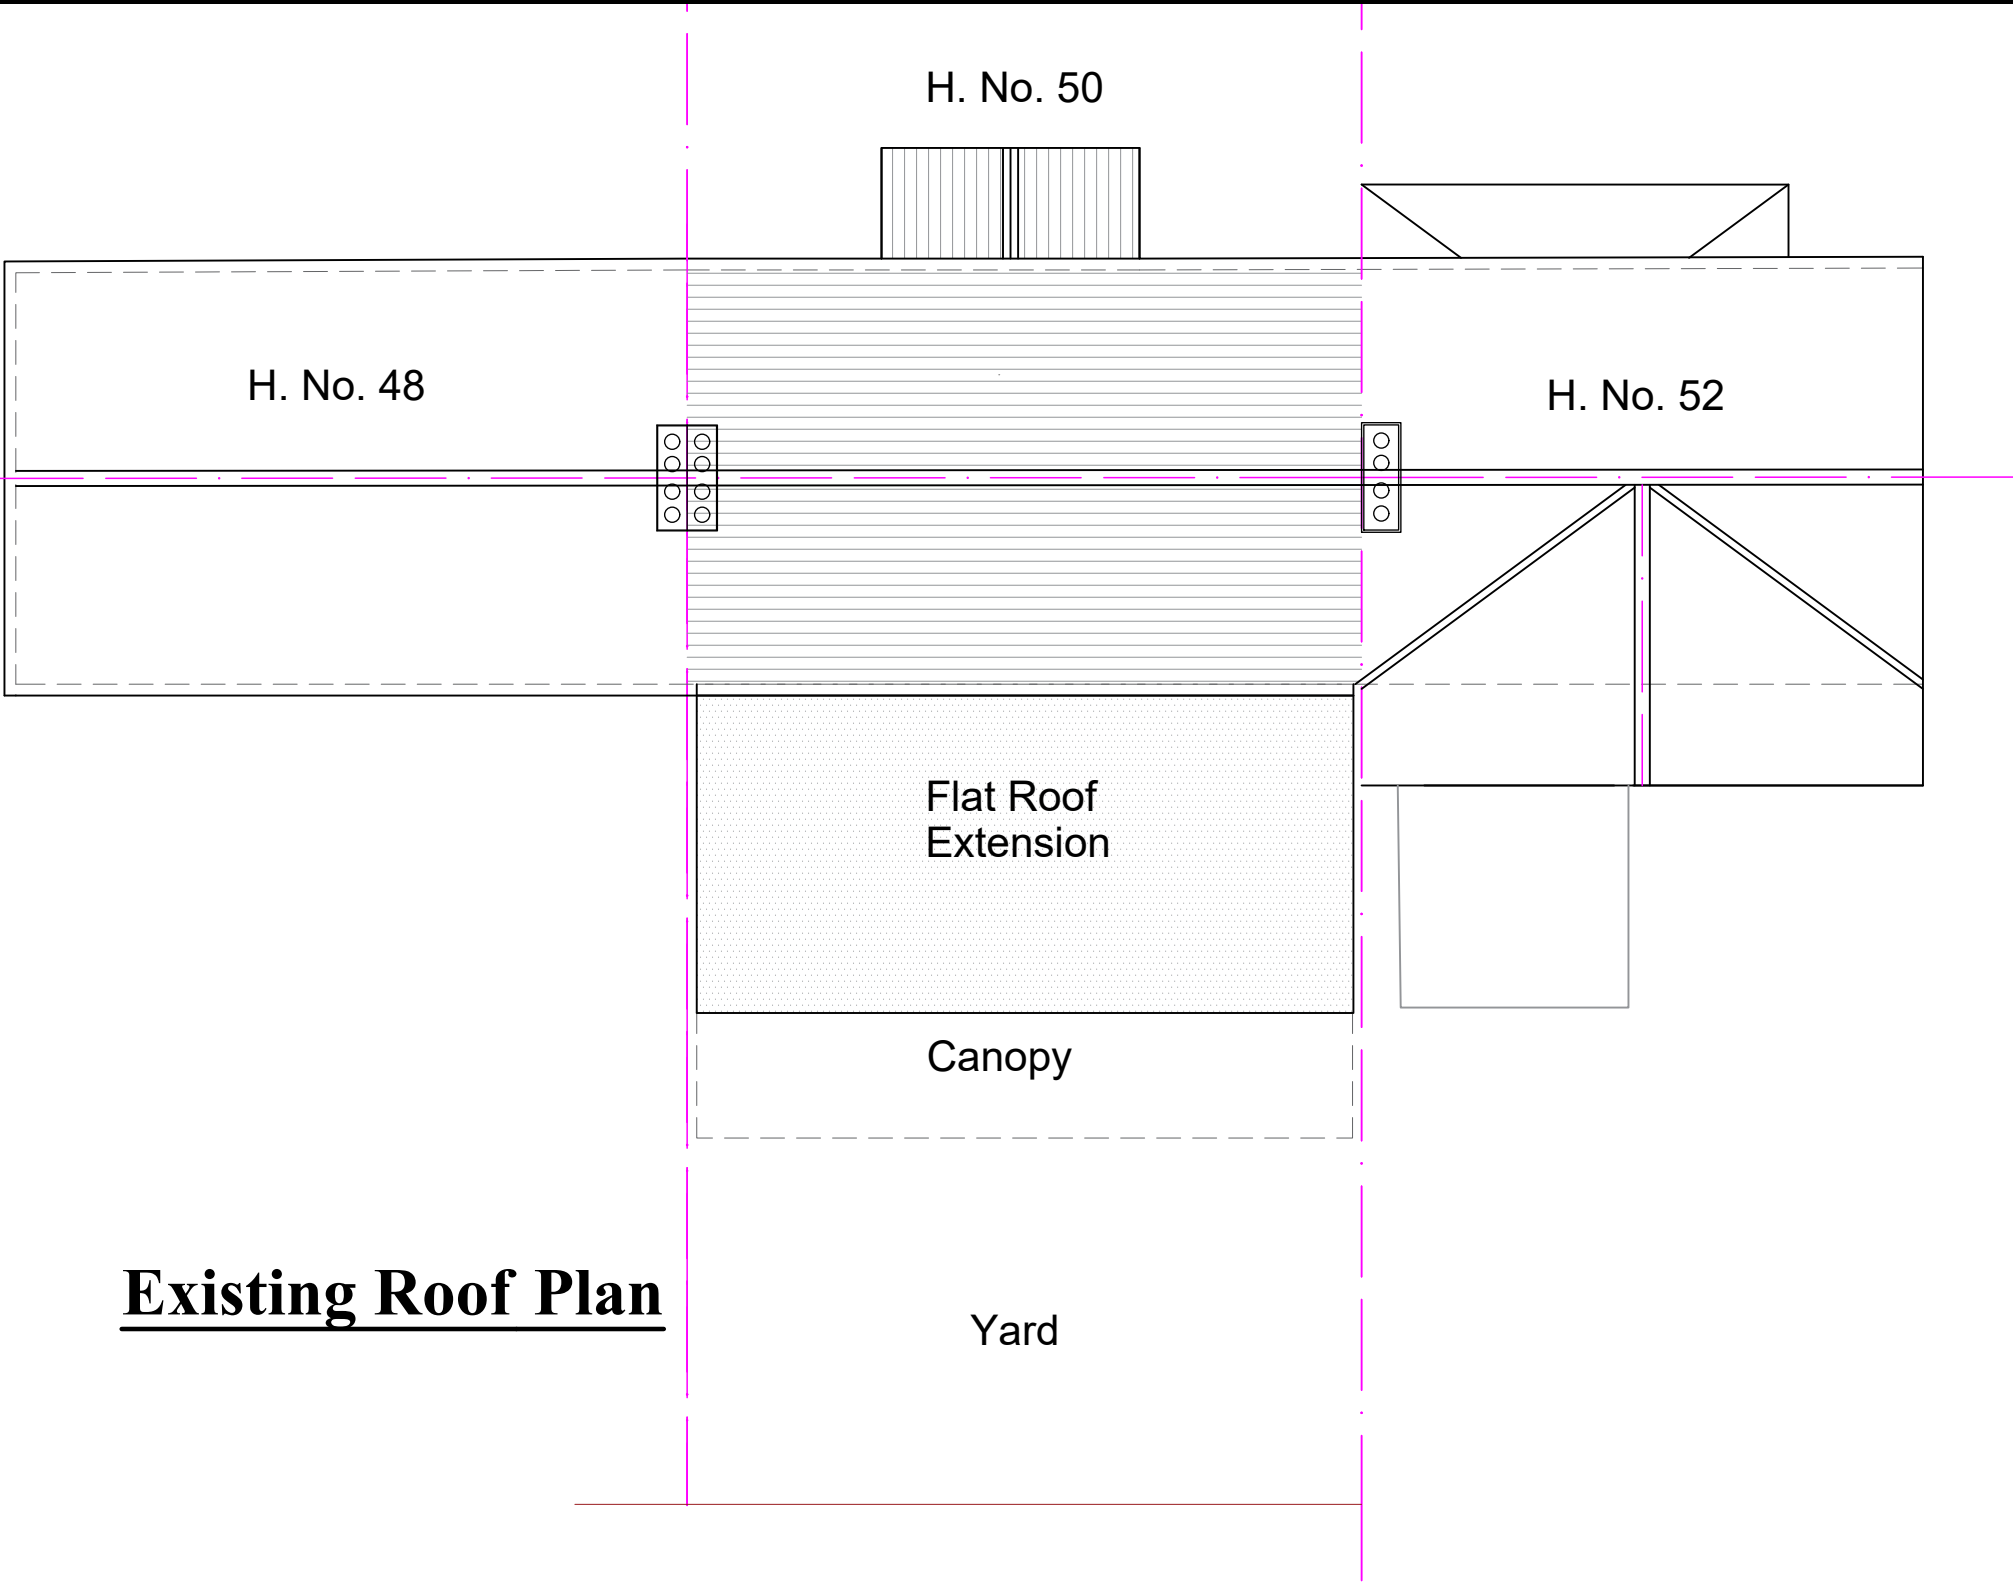 H. No. 50
H. No. 48
H. No. 52
Flat Roof
Extension
Canopy
Existing Roof Plan
Yard